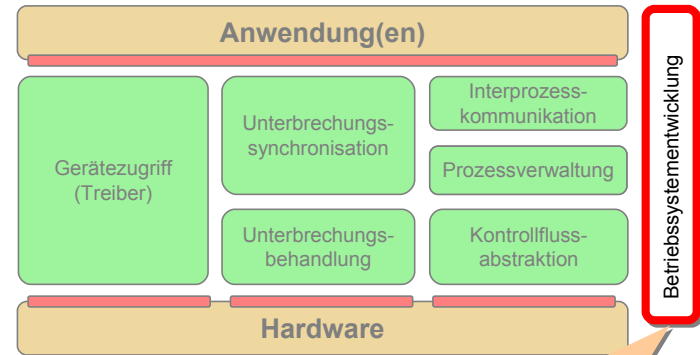 Anwendung(en)
Gerätezugriff
(Treiber)
Unterbrechungs-
synchronisation
Unterbrechungs-
behandlung
Interprozess-
kommunikation
Prozessverwaltung
Kontrollfluss-
abstraktion
Hardware
Betriebssystementwicklung